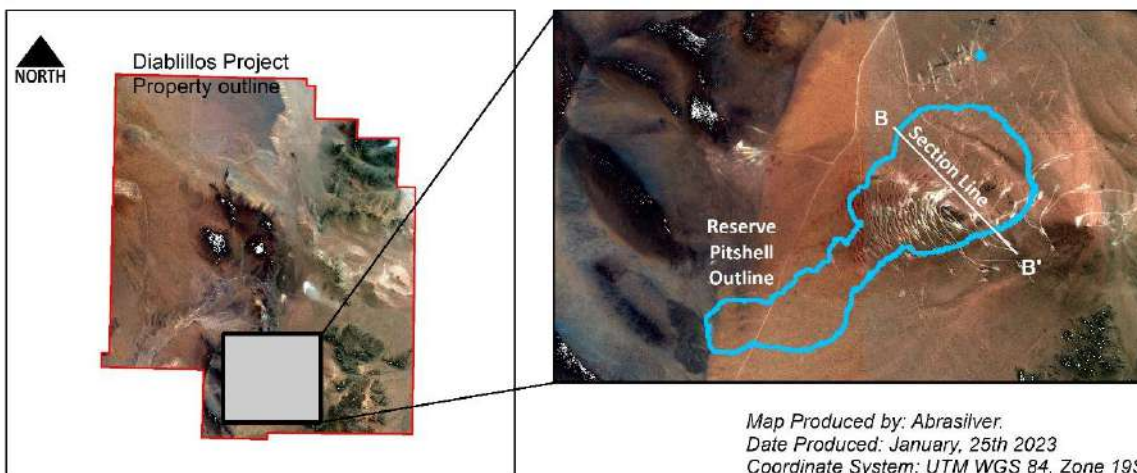 NORTH
Diablillos Project
Property outline
B
Section Line
B'
Reserve
Pitshell
Outline
Map Produced by: Abrasilver.
Date Produced: January, 25th 2023
Coordinate System: UTM WGS 84, Zone 19S